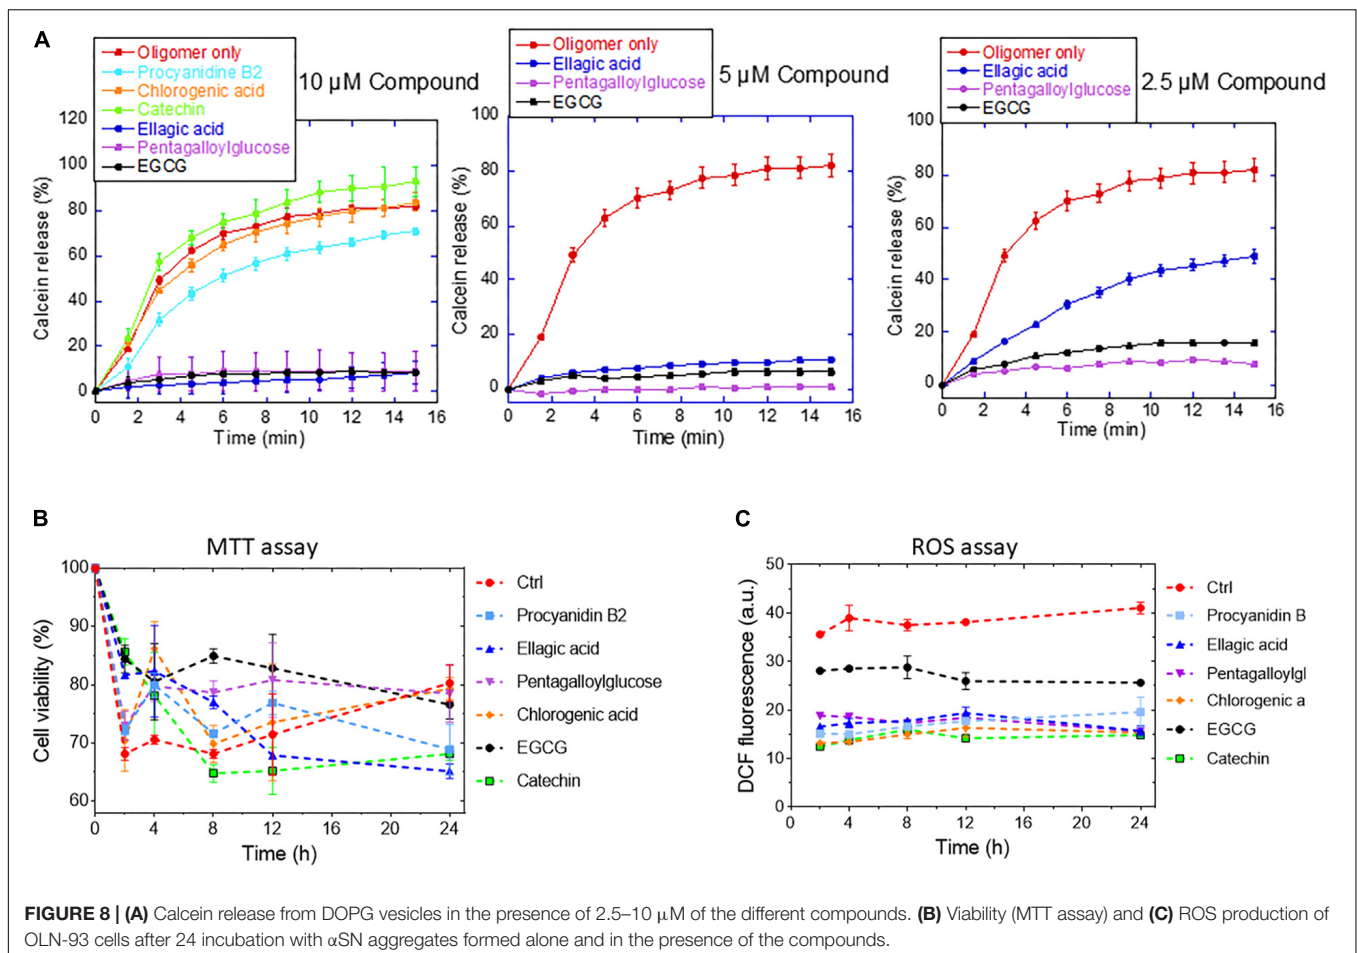 A
Oligomer only
Procyanidine B2
Chlorogenic acid
Catechin
Ellagic acid
Pentagalloylglucose
EGCG
10 µM Compound
120
100
80
60
40
20
0
Calcein release (%)
0 2 4 6 8 10 12 14 16
Time (min)
Oligomer only
Ellagic acid
Pentagalloylglucose
EGCG
5 µM Compound
100
80
60
40
20
0
Calcein release (%)
0 2 4 6 8 10 12 14 16
Time (min)
Oligomer only
Ellagic acid
Pentagalloylglucose
EGCG
2.5 µM Compound
100
80
60
40
20
0
Calcein release (%)
0 2 4 6 8 10 12 14 16
Time (min)
B
MTT assay
100
90
80
70
60
Cell viability (%)
0 4 8 12 16 20 24
Time (h)
Ctrl
Procyanidin B2
Ellagic acid
Pentagalloylglucose
Chlorogenic acid
EGCG
Catechin
C
ROS assay
50
40
30
20
10
0
DCF fluorescence (a.u.)
0 4 8 12 16 20 24
Time (h)
Ctrl
Procyanidin B
Ellagic acid
Pentagalloylgl
Chlorogenic a
EGCG
Catechin
FIGURE 8 | (A) Calcein release from DOPG vesicles in the presence of 2.5–10 µM of the different compounds. (B) Viability (MTT assay) and (C) ROS production of
OLN-93 cells after 24 incubation with αSN aggregates formed alone and in the presence of the compounds.